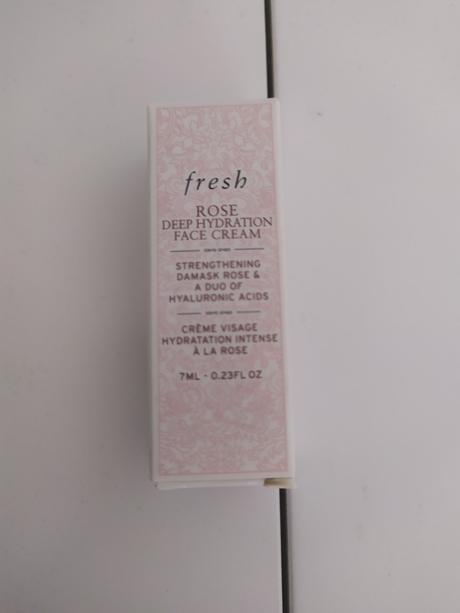 fresh
ROSE
DEEP HYDRATION
FACE CREAM
STRENGTHENING
DAMASK ROSE &
A DUO OF
HYALURONIC ACIDS
CRÈME VISAGE
HYDRATATION INTENSE
À LA ROSE
7ML - 0.23FL OZ